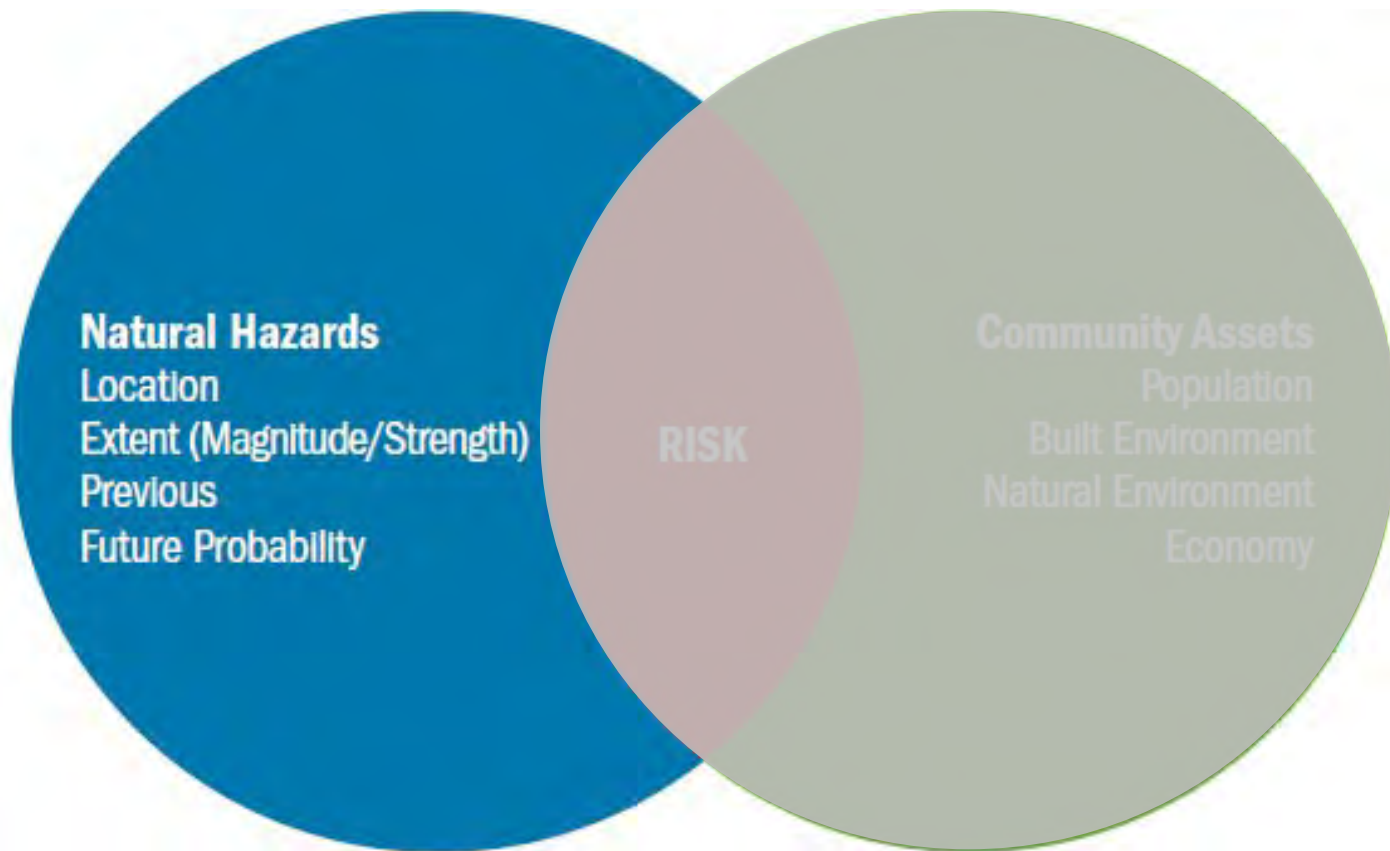 Natural Hazards
Location
Extent (Magnitude/Strength)
Previous
Future Probability
RISK
Community Assets
Population
Built Environment
Natural Environment
Economy